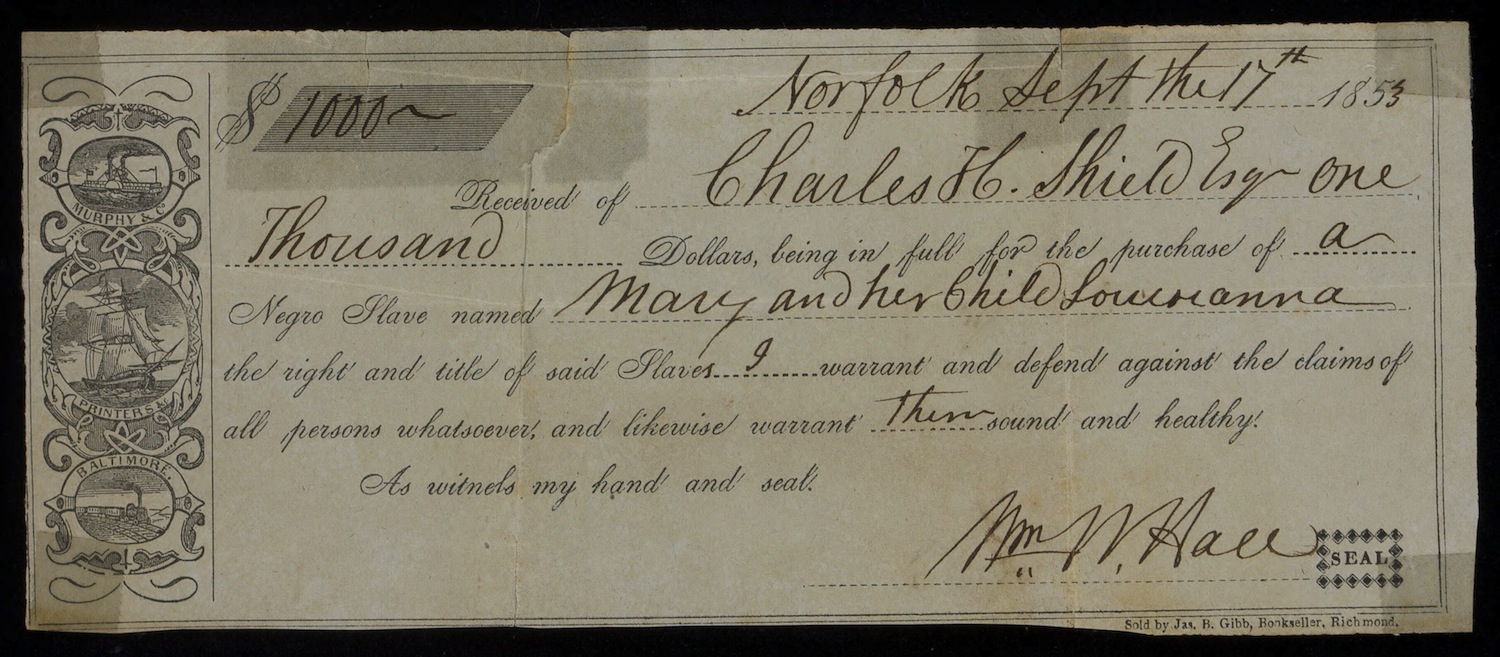 $ 1000~
Norfolk Sept the 17th 1853
Received of Charles H. Shield Esqr one
Thousand Dollars, being in full for the purchase of a
Negro Slave named Mary and her Child Louisianna
the right and title of said Slaves I warrant and defend against the claims of
all persons whatsoever, and likewise warrant them sound and healthy.
As witness my hand and seal.
Wm W. Hall SEAL
Sold by Jas. B. Gibb, Bookseller, Richmond.
MURPHY & Co
PRINTERS &c
BALTIMORE.